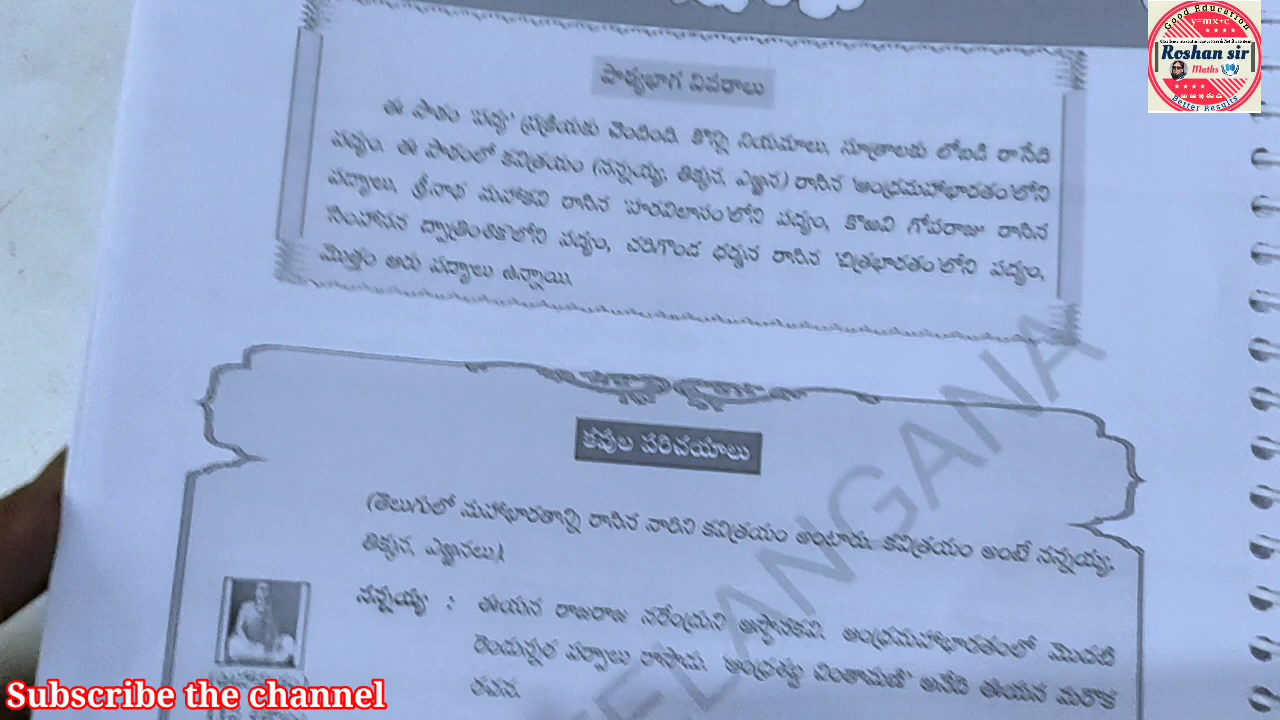 Good Education
y=mx+c
Roshan sir
Maths
Better Results
పాఠ్యభాగ వివరాలు
ఈ పాఠం 'పద్య' ప్రక్రియకు చెందింది. కొన్ని నియమాలు, సూత్రాలకు లోబడి రాసేది
పద్యం. ఈ పాఠంలో కవిత్రయం (నన్నయ్య, తిక్కన, ఎఱ్ఱన) రాసిన 'ఆంధ్రమహాభారతం'లోని
పద్యాలు, శ్రీనాథ మహాకవి రాసిన 'హరవిలాసం'లోని పద్యం, కొఱవి గోపరాజు రాసిన
'సింహాసన ద్వాత్రింశిక'లోని పద్యం, చరిగొండ ధర్మన రాసిన 'చిత్రభారతం'లోని పద్యం,
మొత్తం ఆరు పద్యాలు ఉన్నాయి.
కవుల పరిచయాలు
(తెలుగులో మహాభారతాన్ని రాసిన వారిని కవిత్రయం అంటారు. కవిత్రయం అంటే నన్నయ్య,
తిక్కన, ఎఱ్ఱనలు.)
నన్నయ్య : ఈయన రాజరాజ నరేంద్రుని ఆస్థానకవి. ఆంధ్రమహాభారతంలో మొదటి
రెండున్నర పర్వాలు రాసాడు. 'ఆంధ్రశబ్ద చింతామణి' అనేది ఈయన మరొక
రచన.
TELANGANA
Subscribe the channel